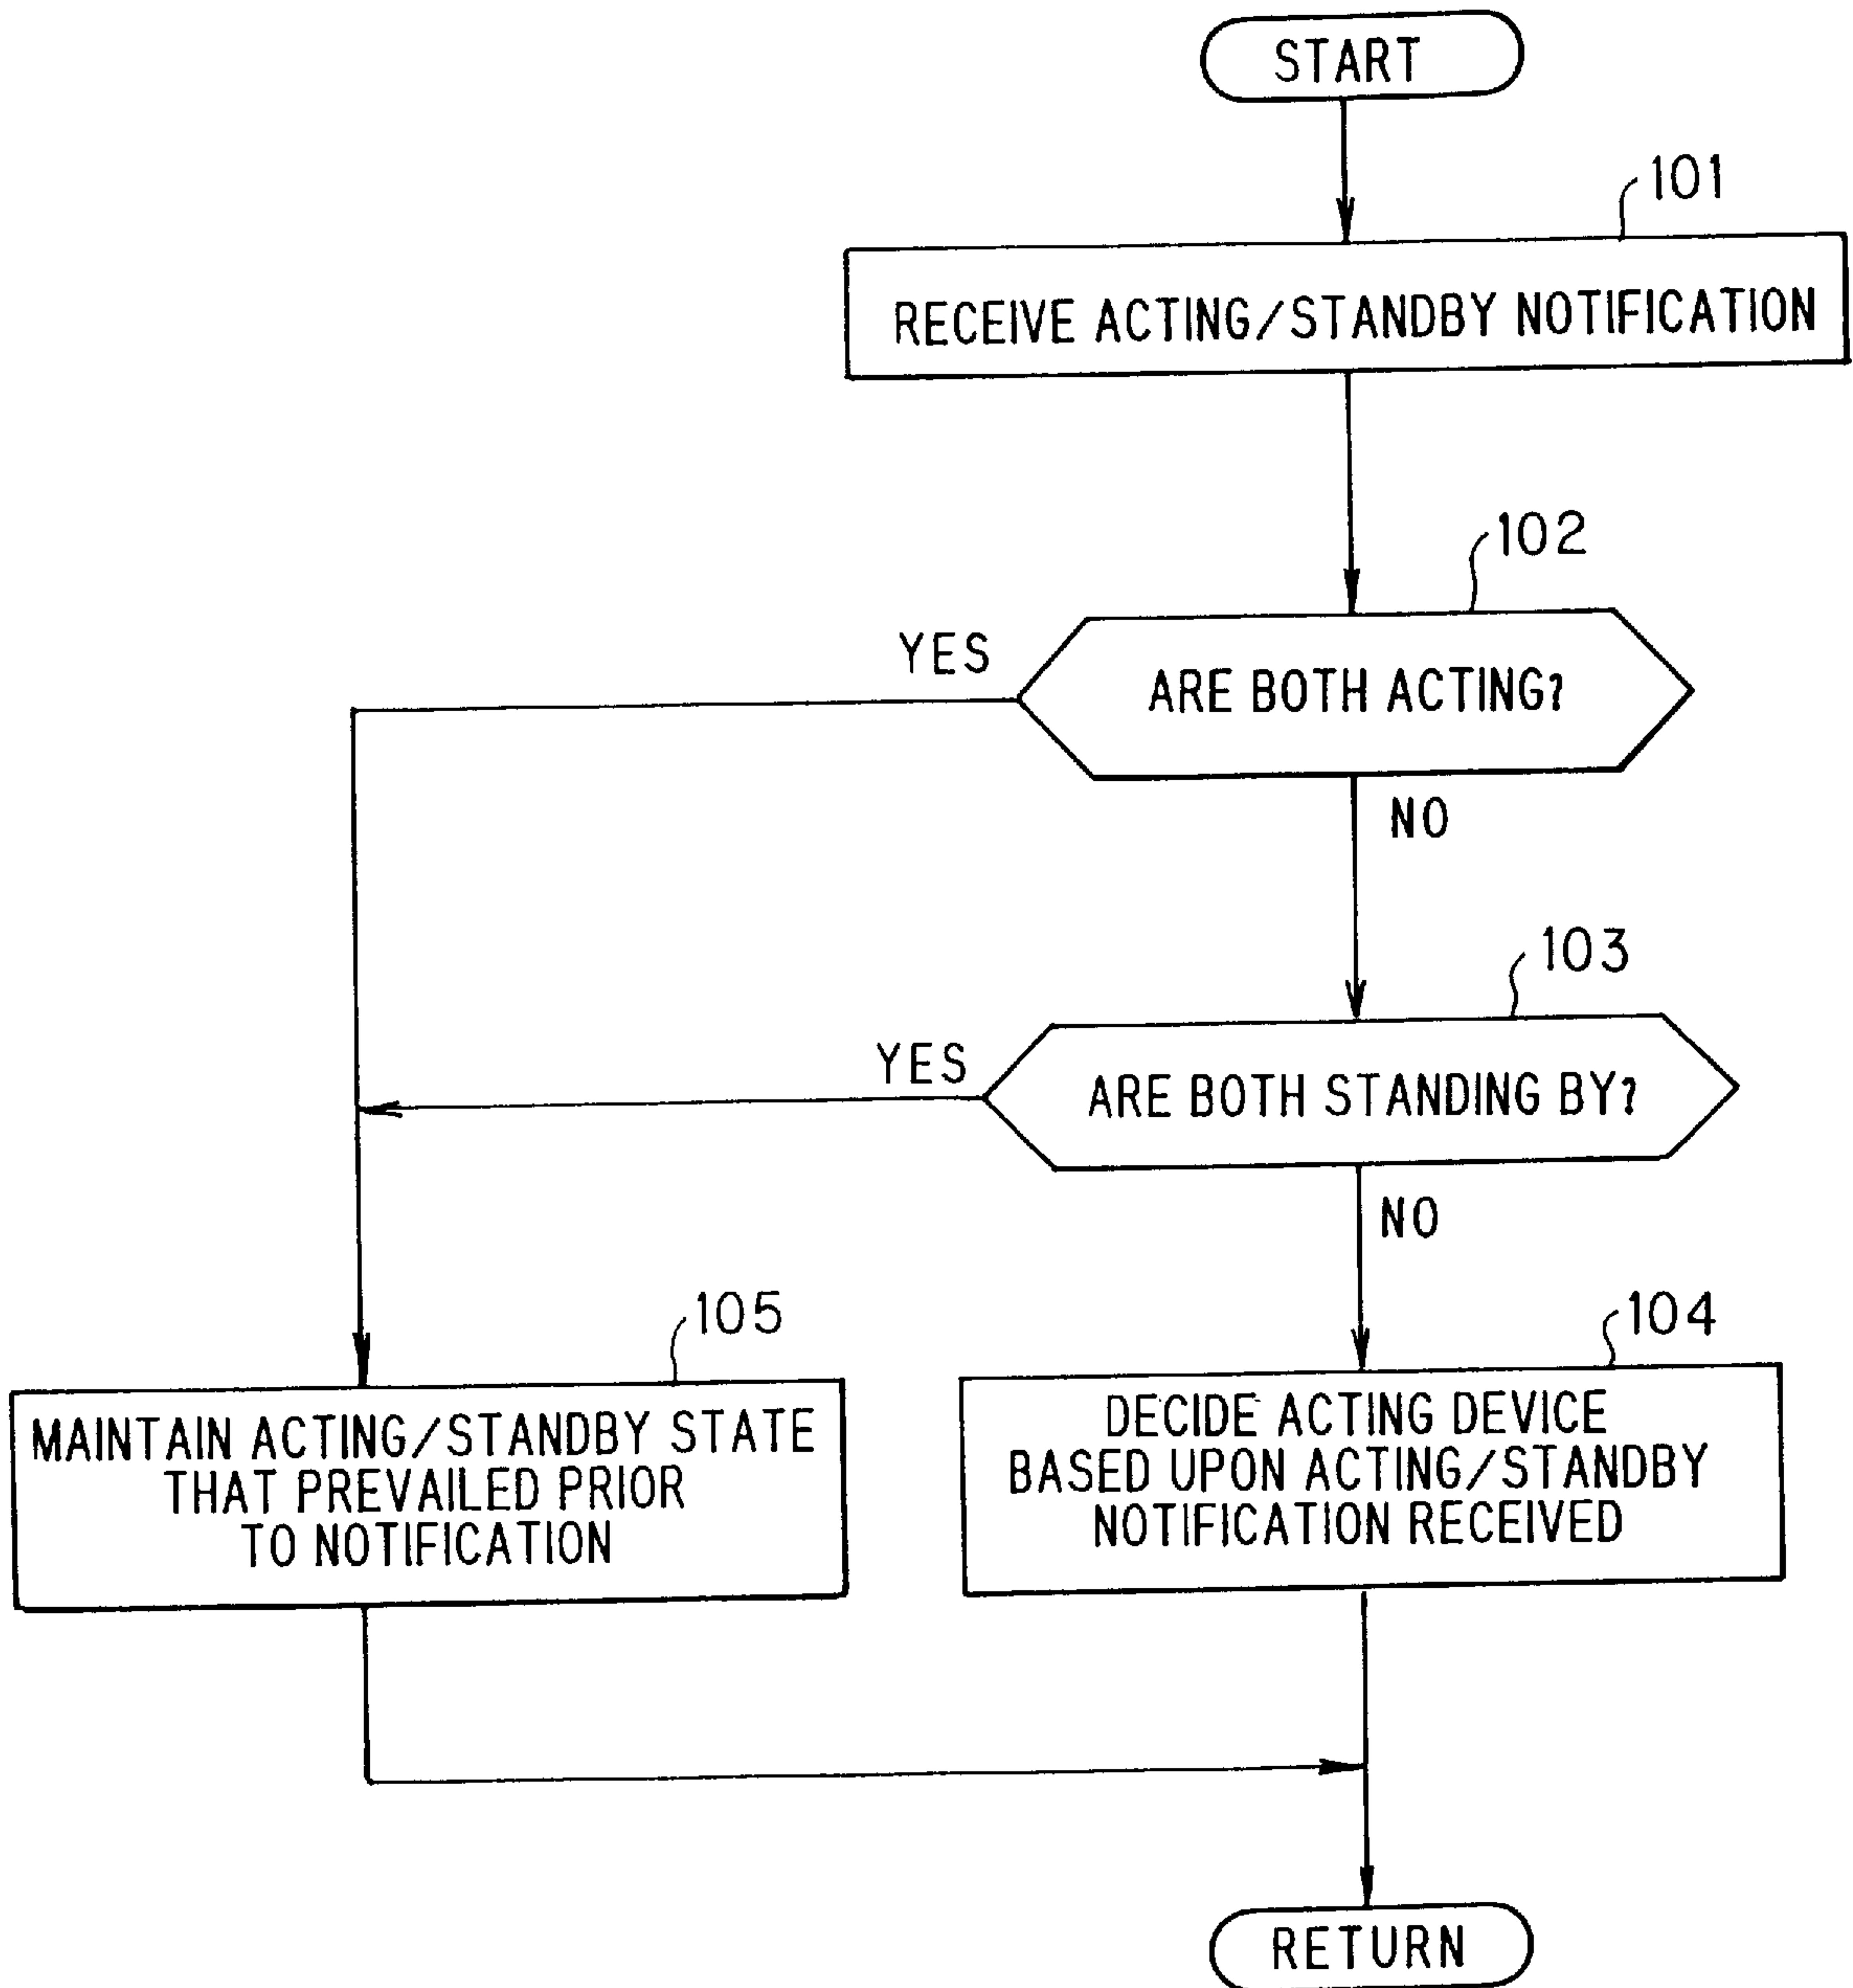 START
101
RECEIVE ACTING/STANDBY NOTIFICATION
102
YES
ARE BOTH ACTING?
NO
103
YES
ARE BOTH STANDING BY?
NO
105
104
MAINTAIN ACTING/STANDBY STATE
THAT PREVAILED PRIOR
TO NOTIFICATION
DECIDE ACTING DEVICE
BASED UPON ACTING/STANDBY
NOTIFICATION RECEIVED
RETURN